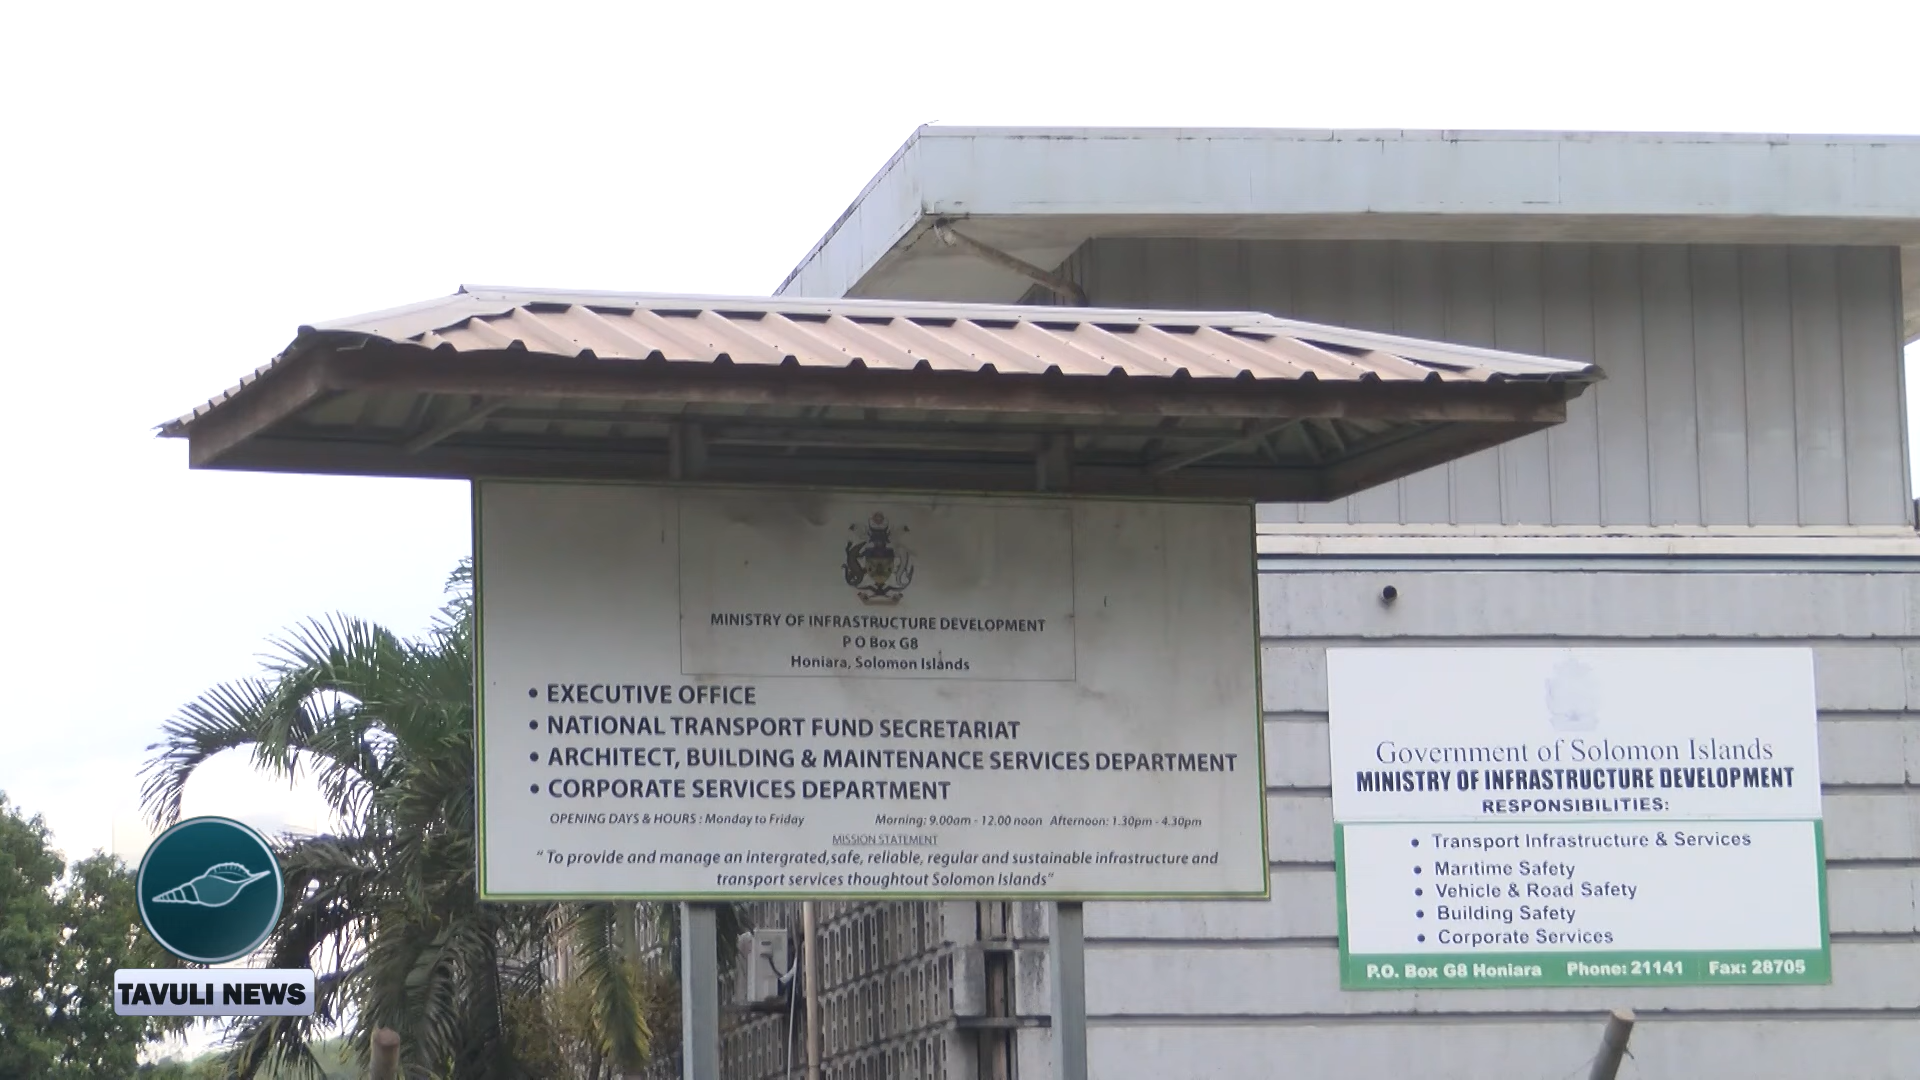 MINISTRY OF INFRASTRUCTURE DEVELOPMENT
P O Box G8
Honiara, Solomon Islands
• EXECUTIVE OFFICE
• NATIONAL TRANSPORT FUND SECRETARIAT
• ARCHITECT, BUILDING & MAINTENANCE SERVICES DEPARTMENT
• CORPORATE SERVICES DEPARTMENT
OPENING DAYS & HOURS : Monday to Friday Morning: 9.00am - 12.00 noon Afternoon: 1.30pm - 4.30pm
MISSION STATEMENT
“ To provide and manage an intergrated,safe, reliable, regular and sustainable infrastructure and
transport services thoughtout Solomon Islands”
Government of Solomon Islands
MINISTRY OF INFRASTRUCTURE DEVELOPMENT
RESPONSIBILITIES:
• Transport Infrastructure & Services
• Maritime Safety
• Vehicle & Road Safety
• Building Safety
• Corporate Services
P.O. Box G8 Honiara Phone: 21141 Fax: 28705
TAVULI NEWS